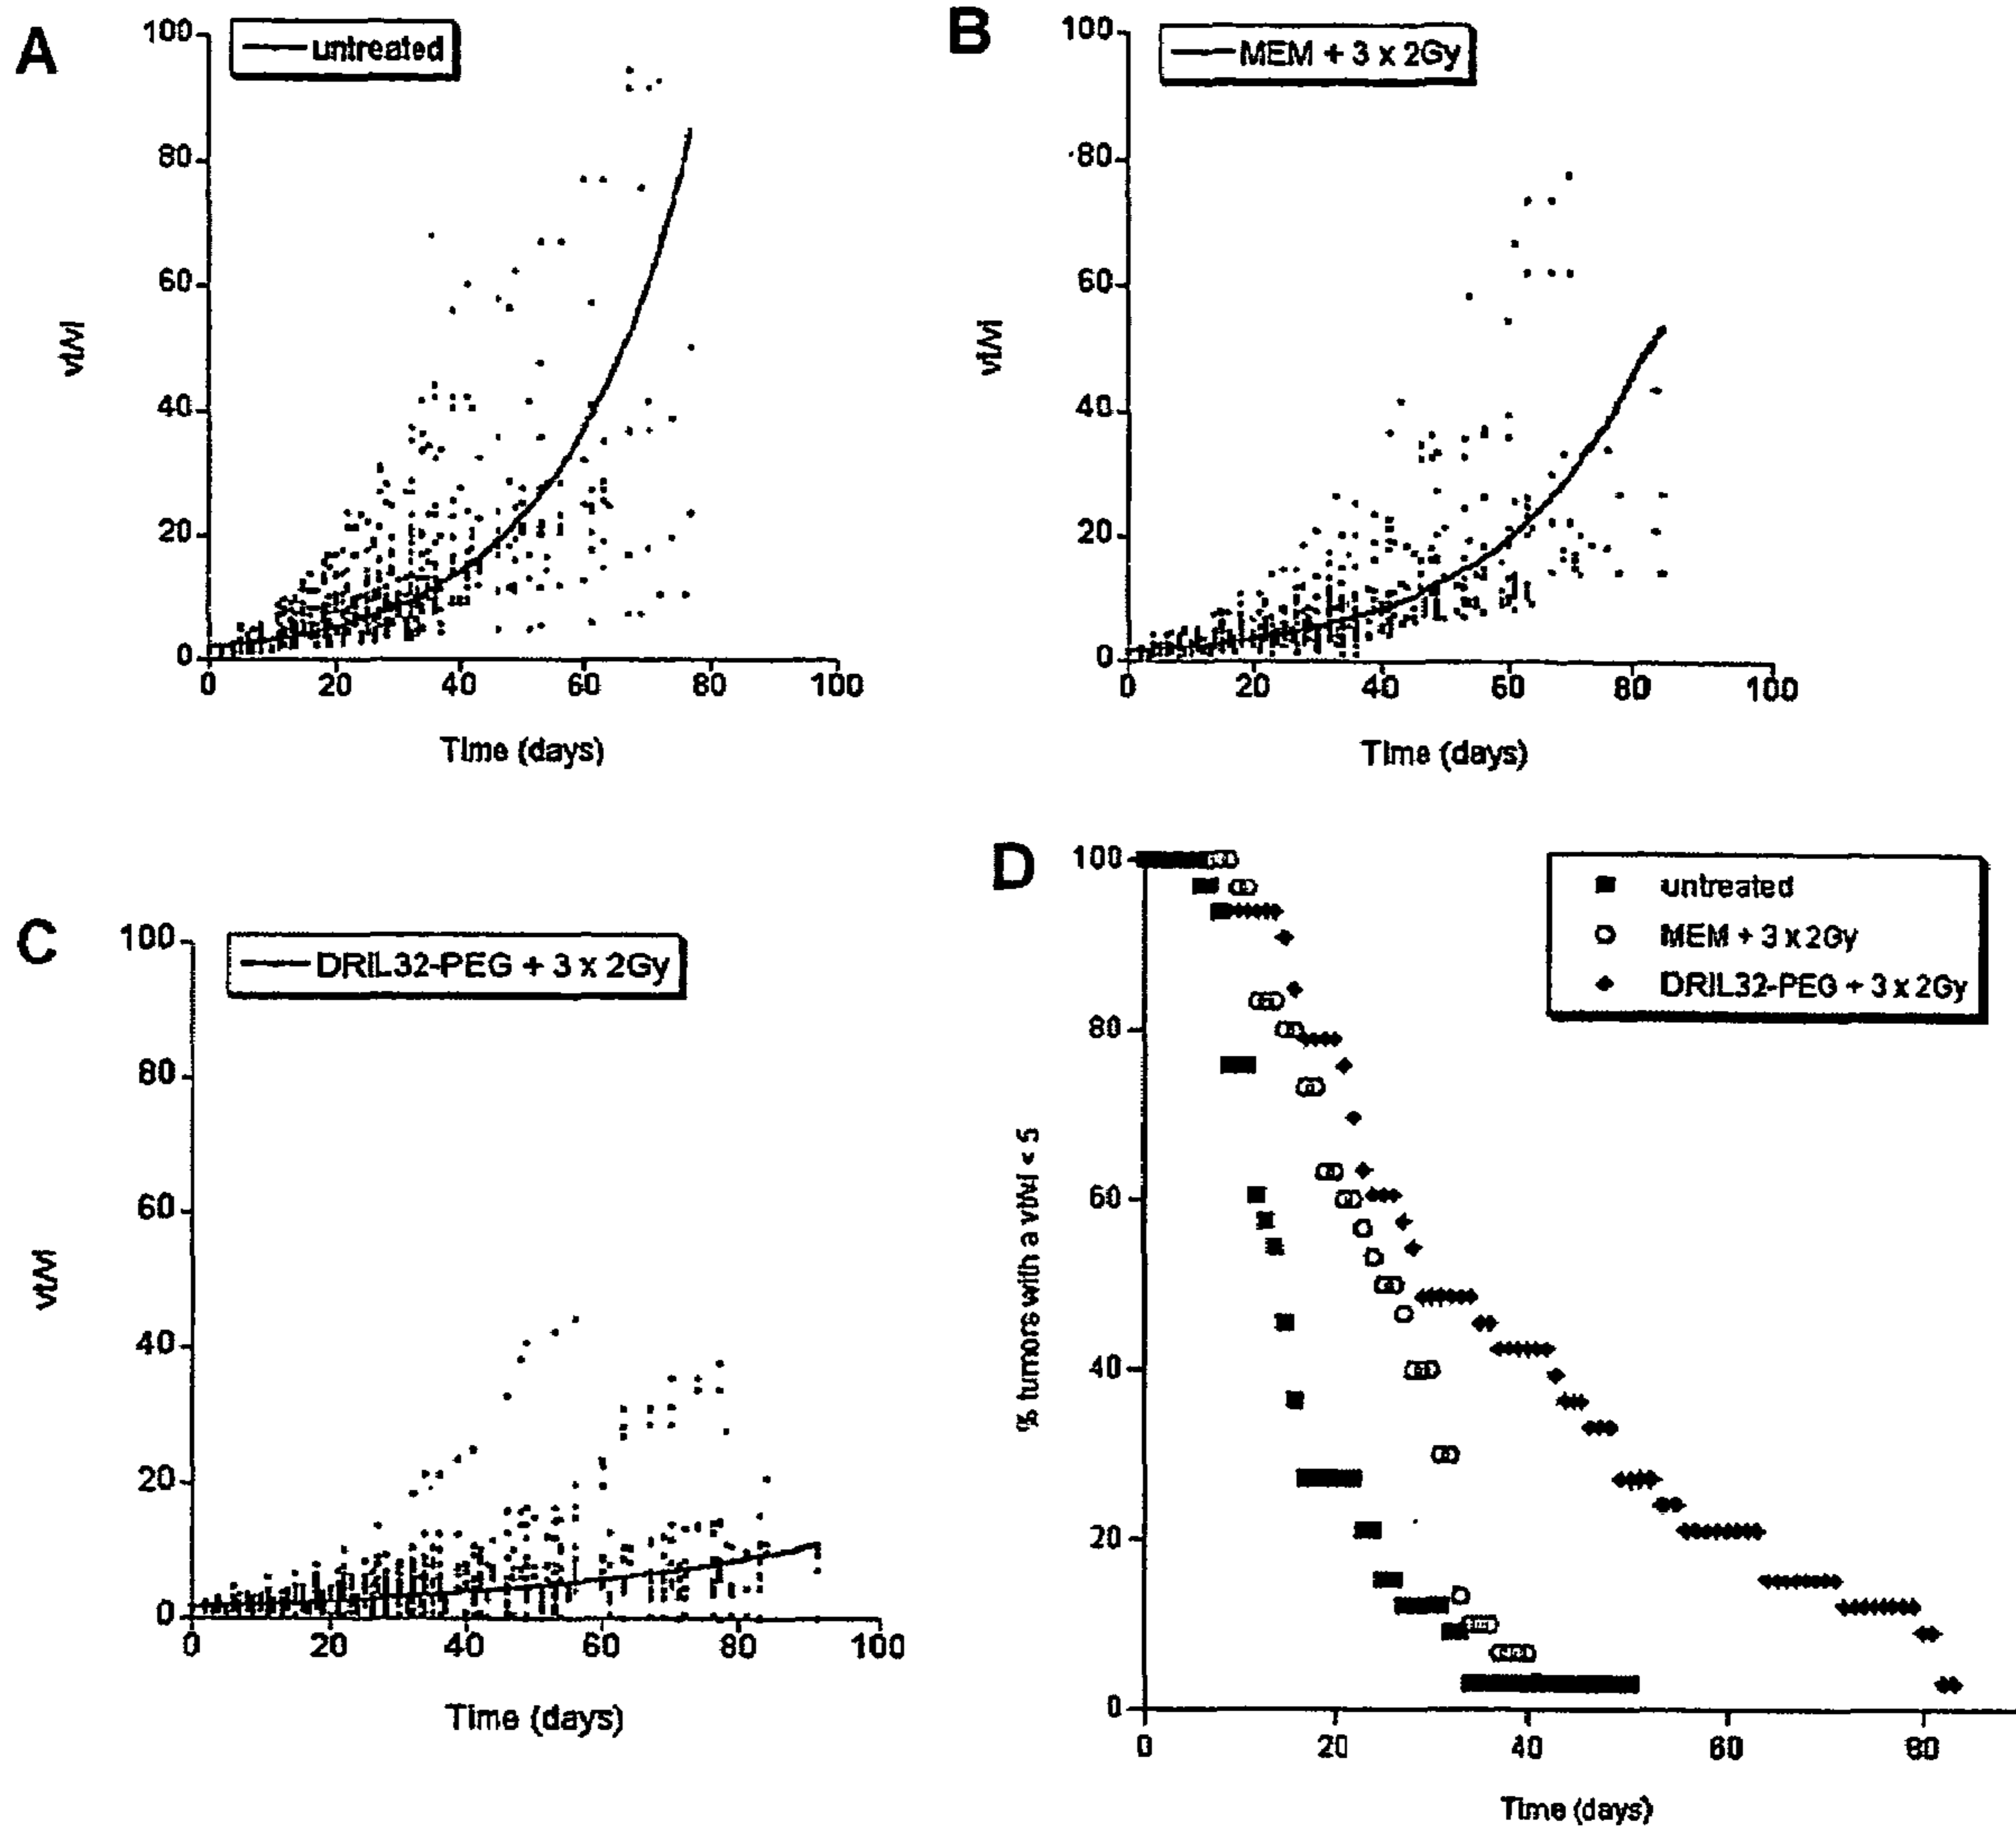 A
untreated
100
80
60
40
20
0
vt/vi
0 20 40 60 80 100
Time (days)
B
MEM + 3 x 2Gy
100
80
60
40
20
0
vt/vi
0 20 40 60 80 100
Time (days)
C
DRIL32-PEG + 3 x 2Gy
100
80
60
40
20
0
vt/vi
0 20 40 60 80 100
Time (days)
D
untreated
MEM + 3 x 2Gy
DRIL32-PEG + 3 x 2Gy
100
80
60
40
20
0
% tumors with a vt/vi < 5
0 20 40 60 80
Time (days)